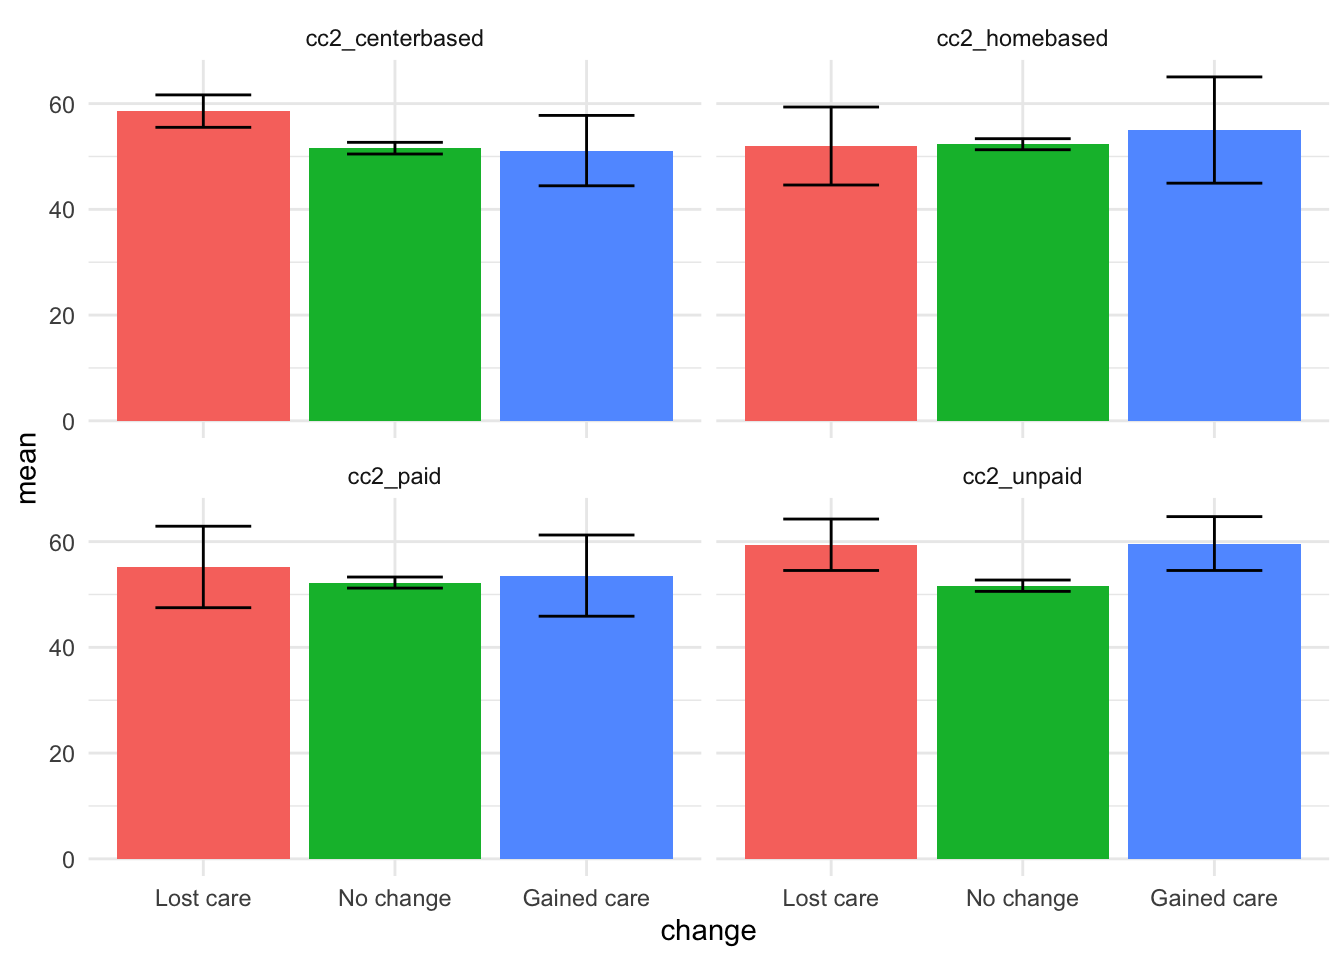 cc2_centerbased
cc2_homebased
60
40
20
0
mean
cc2_paid
cc2_unpaid
60
40
20
0
Lost care
No change
Gained care
Lost care
No change
Gained care
change